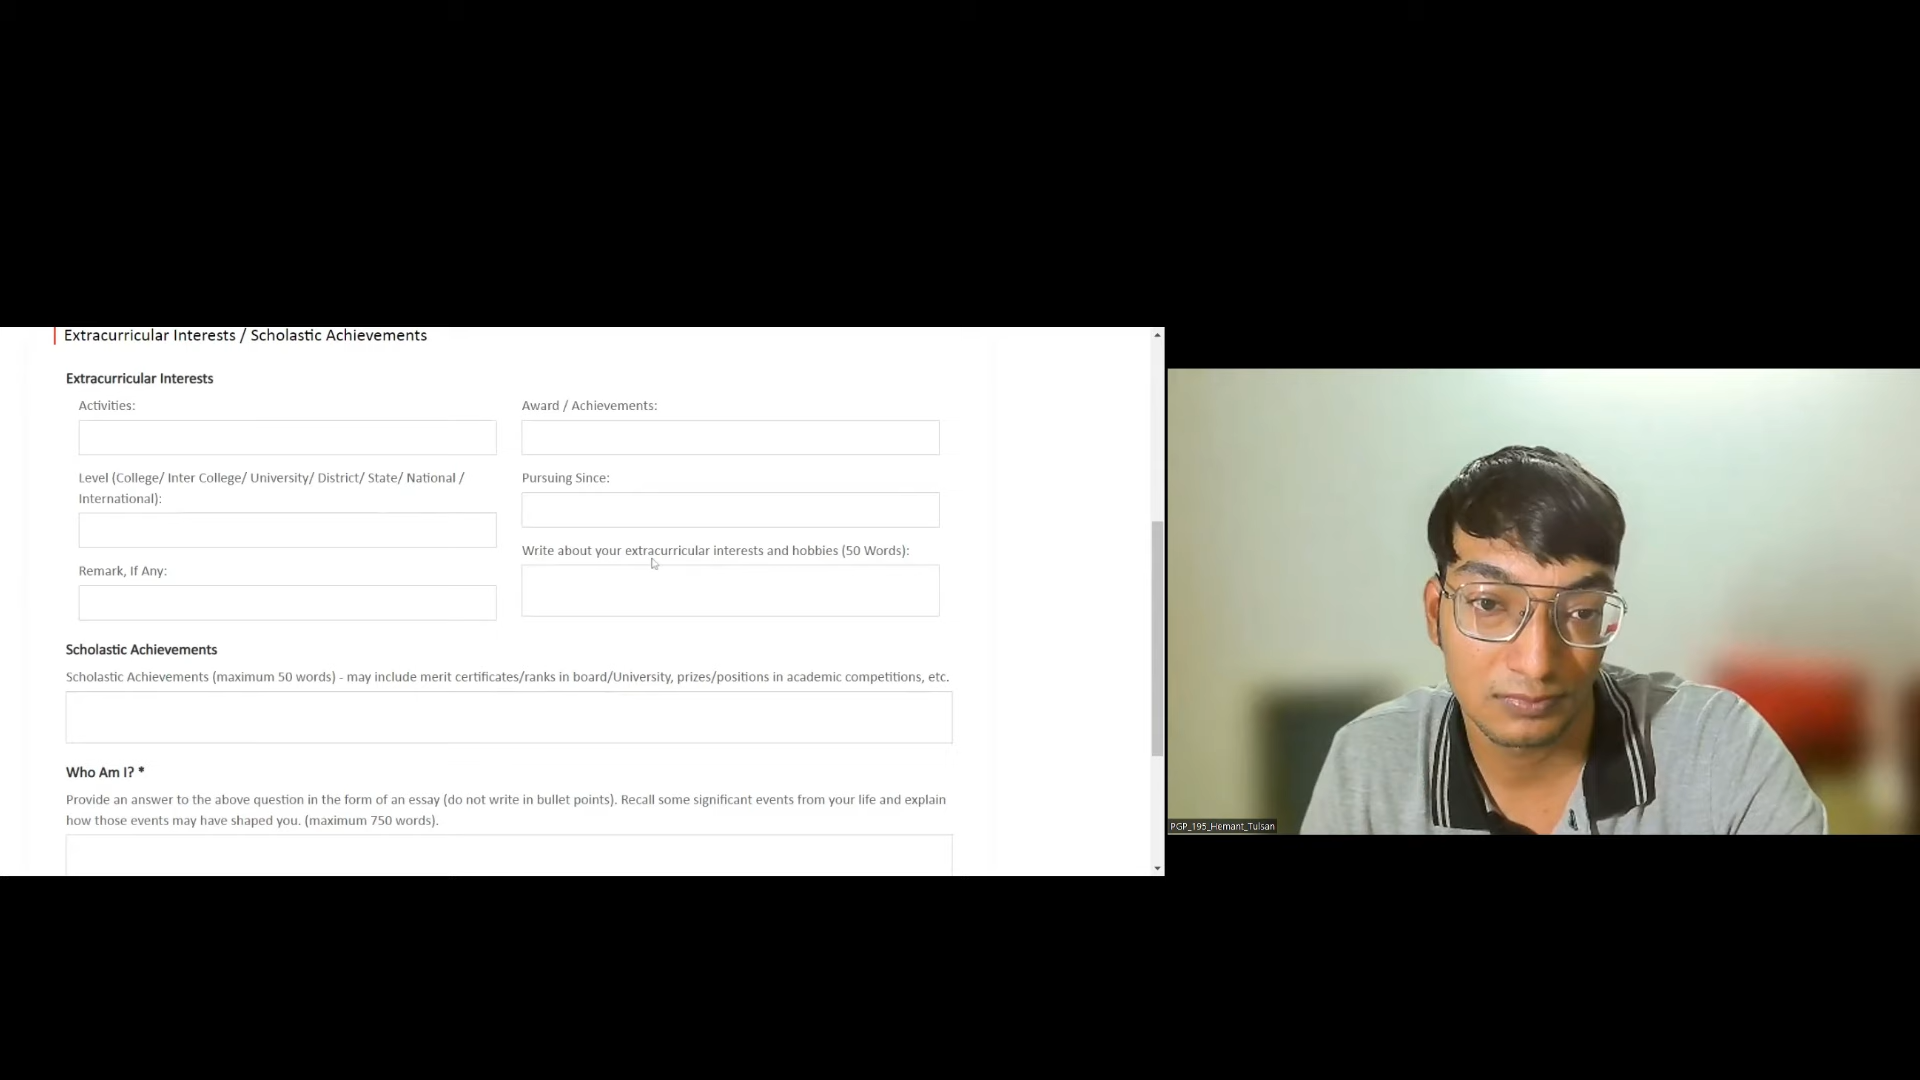 Extracurricular Interests / Scholastic Achievements
Extracurricular Interests
Activities:
Award / Achievements:
Level (College/ Inter College/ University/ District/ State/ National /
International):
Pursuing Since:
Write about your extracurricular interests and hobbies (50 Words):
Remark, If Any:
Scholastic Achievements
Scholastic Achievements (maximum 50 words) - may include merit certificates/ranks in board/University, prizes/positions in academic competitions, etc.
Who Am I? *
Provide an answer to the above question in the form of an essay (do not write in bullet points). Recall some significant events from your life and explain
how those events may have shaped you. (maximum 750 words).
PGP_195_Hemant_Tulsan